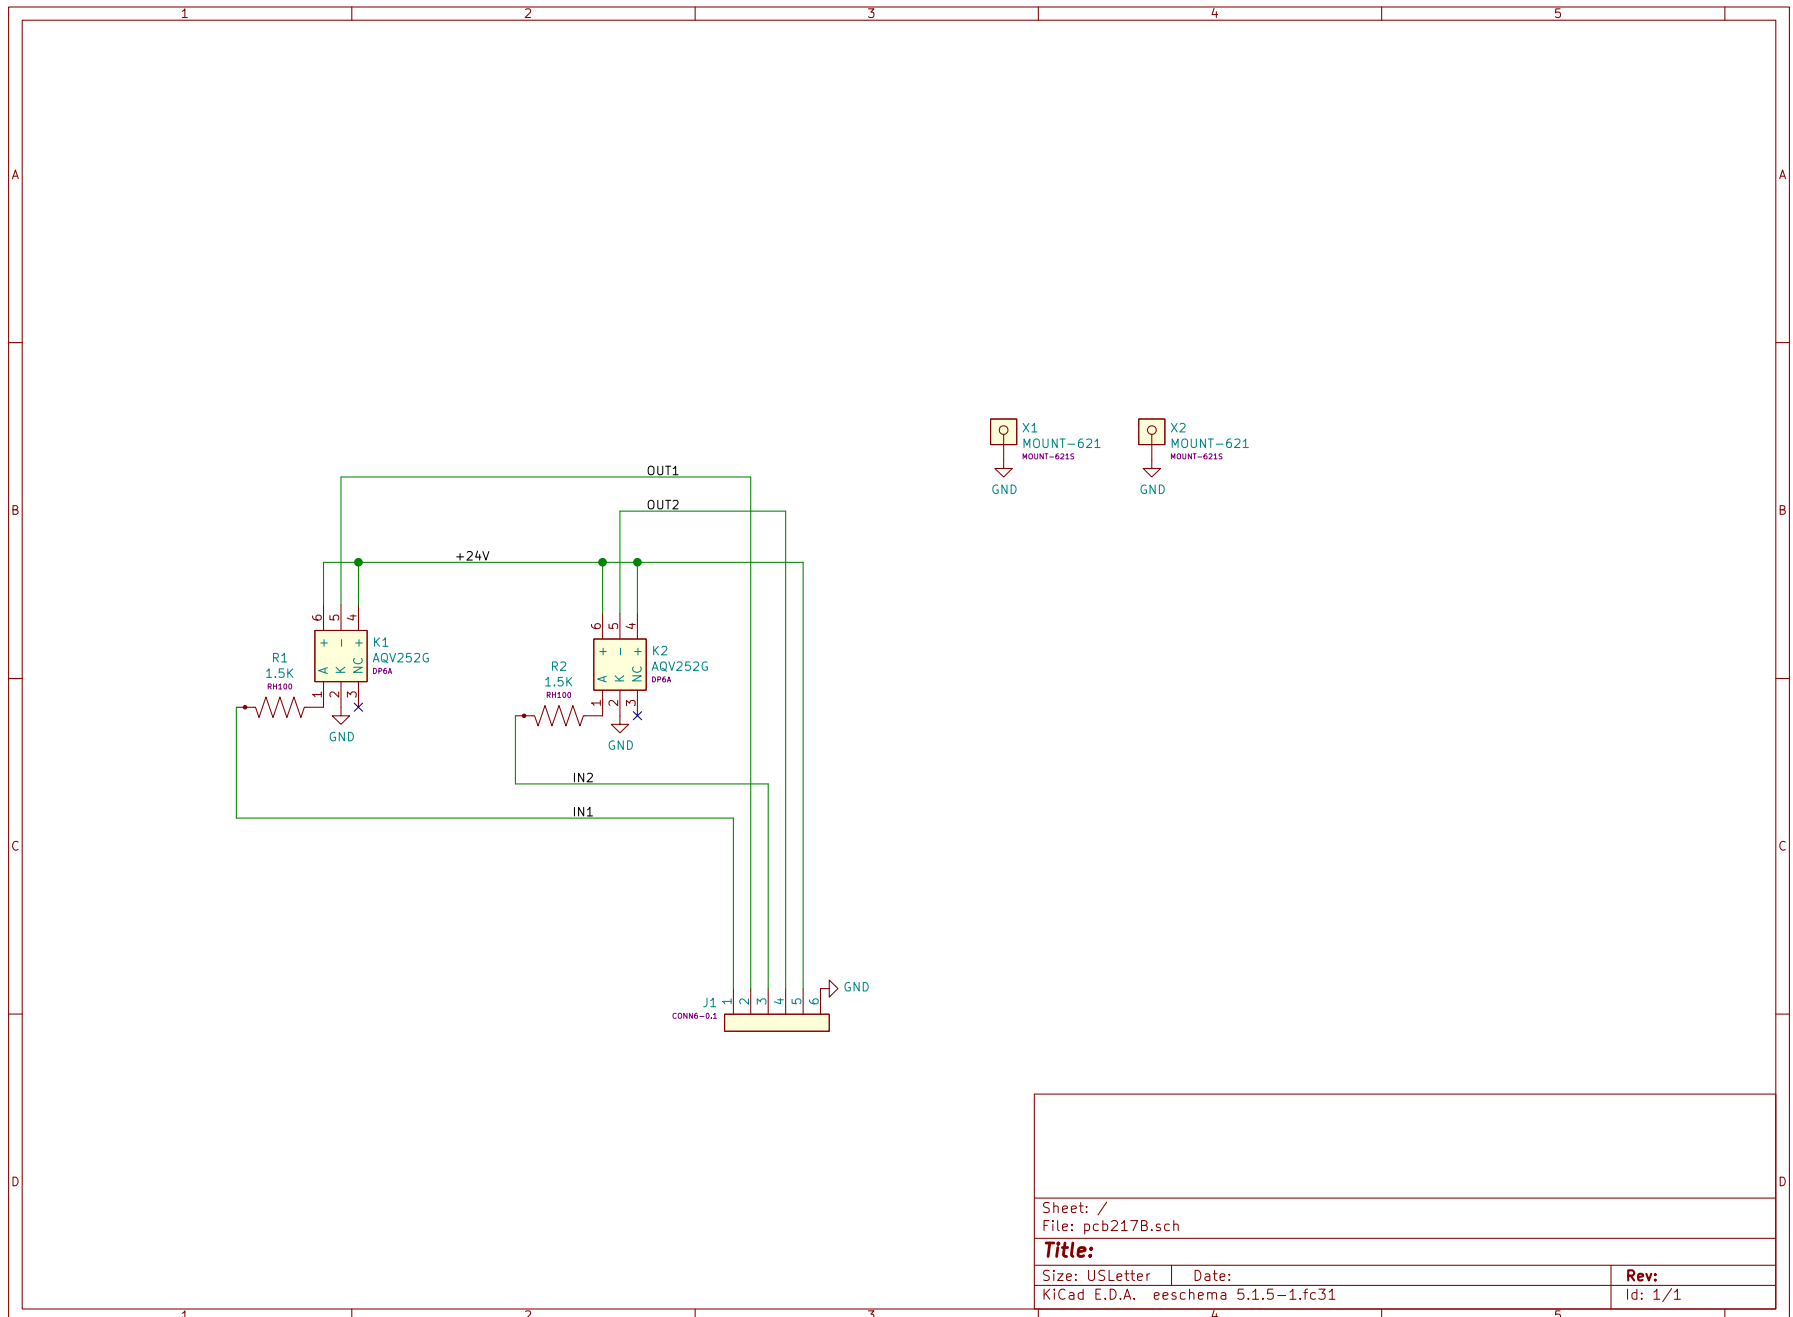 1 2 3 4 5
A A
X1
MOUNT-621
MOUNT-621S
GND
X2
MOUNT-621
MOUNT-621S
GND
OUT1
B B
OUT2
+24V
6 5 4
+ − +
A K NC
1 2 3
K1
AQV252G
DP6A
R1
1.5K
RH100
GND
6 5 4
+ − +
A K NC
1 2 3
K2
AQV252G
DP6A
R2
1.5K
RH100
GND
IN2
IN1
C C
J1
CONN6-0.1
1 2 3 4 5 6
GND
D D
Sheet: /
File: pcb217B.sch
Title:
Size: USLetter Date: Rev:
KiCad E.D.A. eeschema 5.1.5-1.fc31 Id: 1/1
1 2 3 4 5